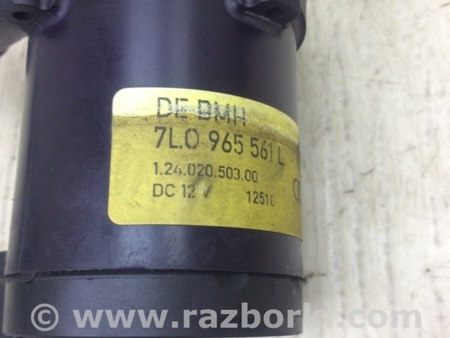 DE BMH
7L0 965 561 L
1.24.020.503.00
DC 12 V 12510
© www.razborka.com